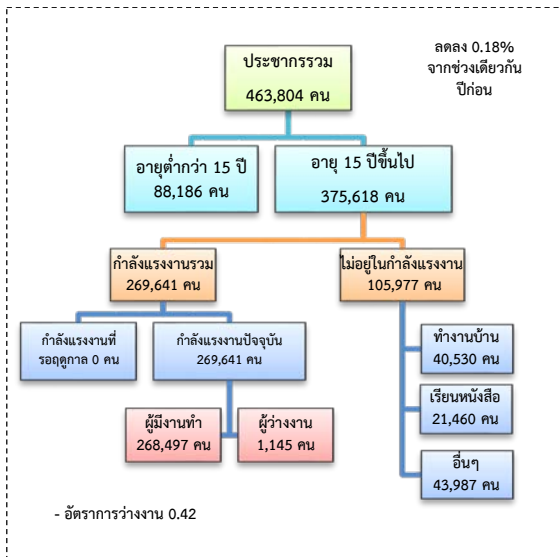 ประชากรรวม
463,804 คน
ลดลง 0.18%
จากช่วงเดียวกัน
ปีก่อน
อายุต่ำกว่า 15 ปี
88,186 คน
อายุ 15 ปีขึ้นไป
375,618 คน
กำลังแรงงานรวม
269,641 คน
ไม่อยู่ในกำลังแรงงาน
105,977 คน
กำลังแรงงานที่
รอฤดูกาล 0 คน
กำลังแรงงานปัจจุบัน
269,641 คน
ทำงานบ้าน
40,530 คน
เรียนหนังสือ
21,460 คน
อื่นๆ
43,987 คน
ผู้มีงานทำ
268,497 คน
ผู้ว่างงาน
1,145 คน
- อัตราการว่างงาน 0.42